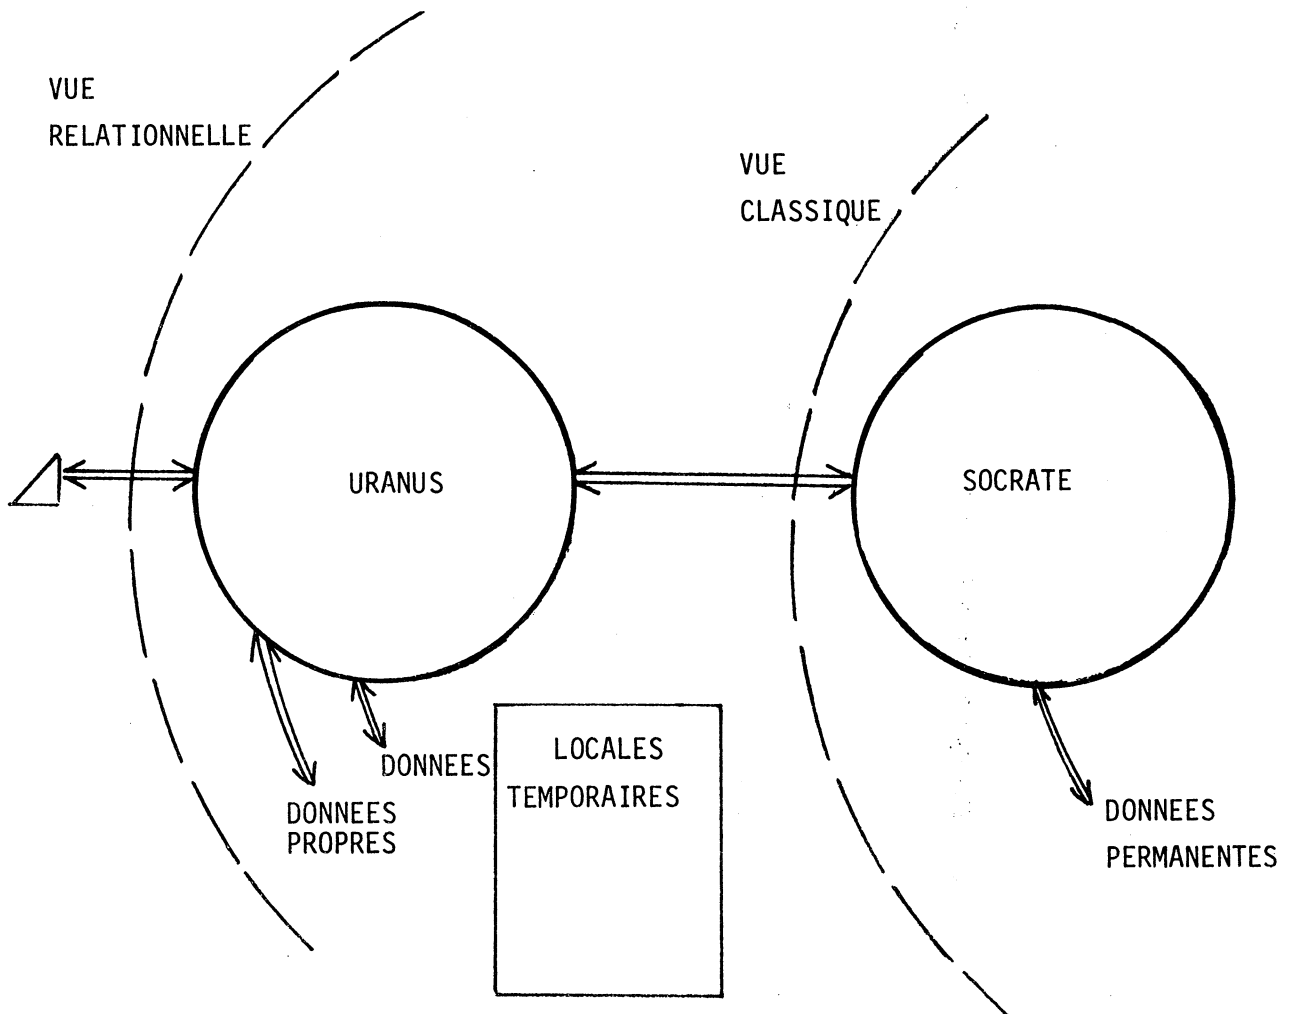 VUE
RELATIONNELLE
VUE
CLASSIQUE
URANUS
SOCRATE
DONNEES
PROPRES
DONNEES
LOCALES
TEMPORAIRES
DONNEES
PERMANENTES